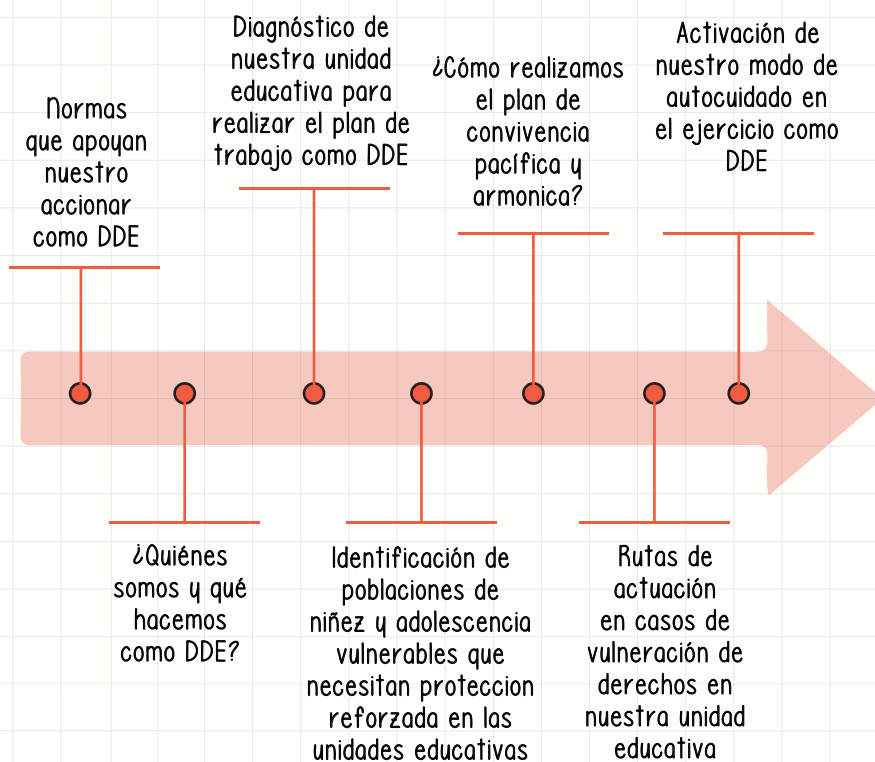 Normas
que apoyan
nuestro
accionar
como DDE
¿Quiénes
somos y qué
hacemos
como DDE?
Diagnóstico de
nuestra unidad
educativa para
realizar el plan de
trabajo como DDE
Identificación de
poblaciones de
niñez y adolescencia
vulnerables que
necesitan proteccion
reforzada en las
unidades educativas
¿Cómo realizamos
el plan de
convivencia
pacífica y
armonica?
Rutas de
actuación
en casos de
vulneración de
derechos en
nuestra unidad
educativa
Activación de
nuestro modo de
autocuidado en
el ejercicio como
DDE